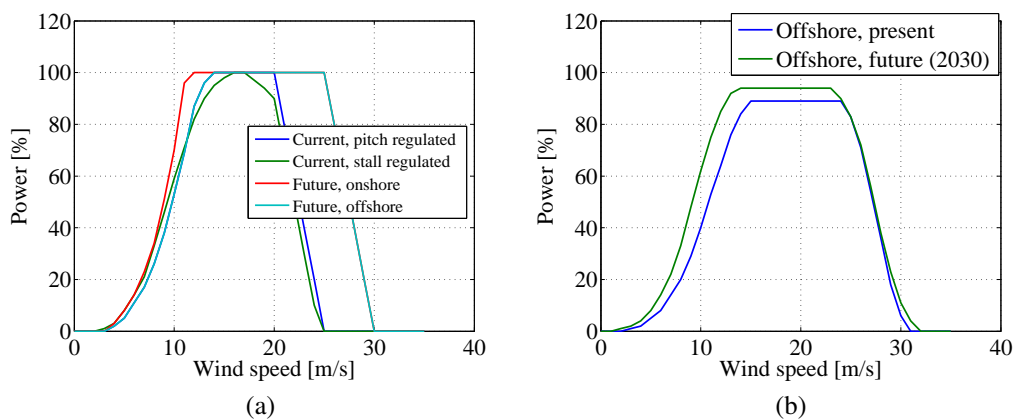 120
100
80
60
40
20
0
0
10
20
30
40
Power [%]
Wind speed [m/s]
Current, pitch regulated
Current, stall regulated
Future, onshore
Future, offshore
(a)
120
100
80
60
40
20
0
0
10
20
30
40
Power [%]
Wind speed [m/s]
Offshore, present
Offshore, future (2030)
(b)